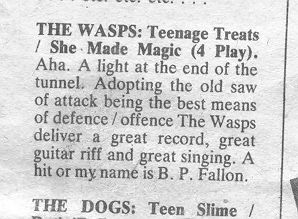 THE WASPS: Teenage Treats
/ She Made Magic (4 Play).
Aha. A light at the end of the
tunnel. Adopting the old saw
of attack being the best means
of defence / offence The Wasps
deliver a great record, great
guitar riff and great singing. A
hit or my name is B. P. Fallon.
THE DOGS: Teen Slime /